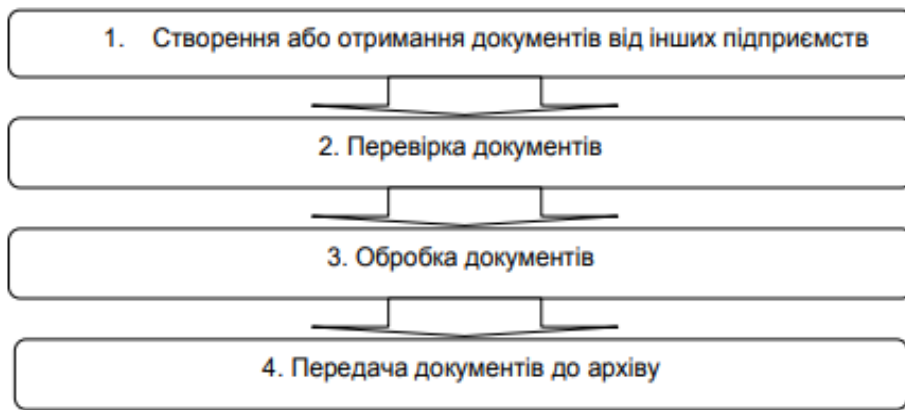 1. Створення або отримання документів від інших підприємств
2. Перевірка документів
3. Обробка документів
4. Передача документів до архіву